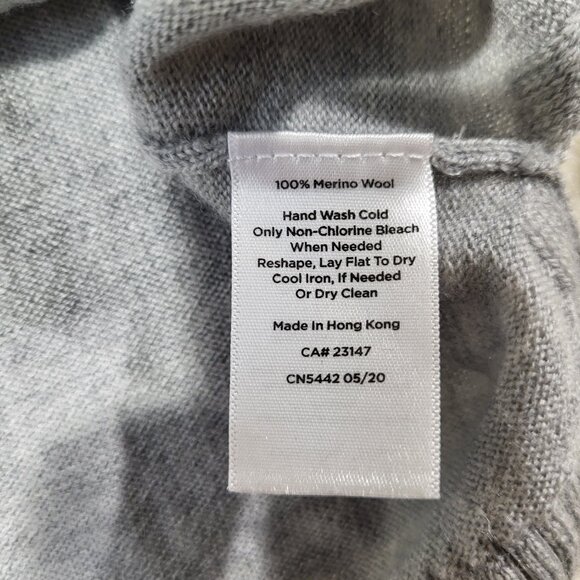 100% Merino Wool
Hand Wash Cold
Only Non-Chlorine Bleach
When Needed
Reshape, Lay Flat To Dry
Cool Iron, If Needed
Or Dry Clean
Made In Hong Kong
CA# 23147
CN5442 05/20